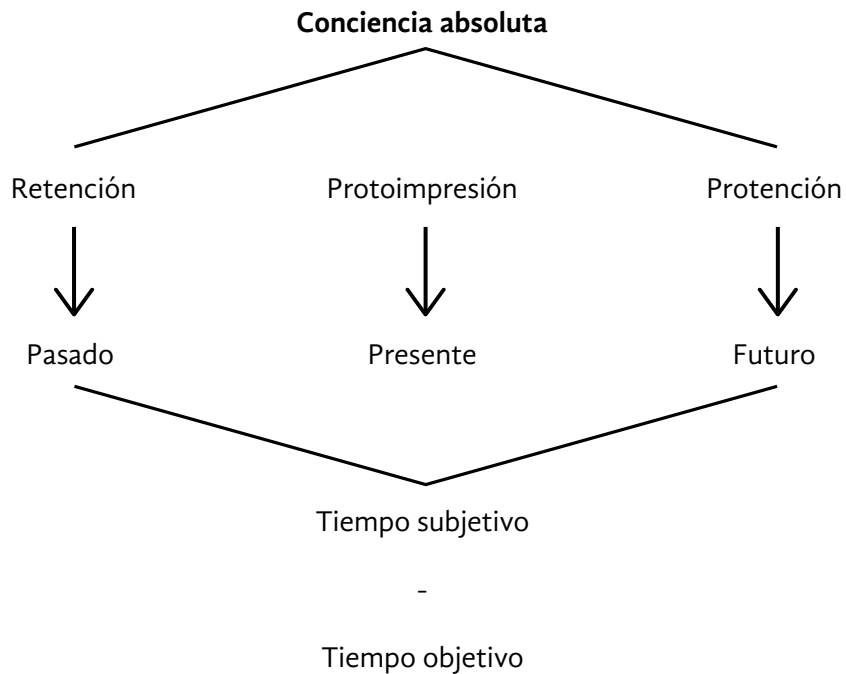 Conciencia absoluta
Retención Protoimpresión Protención
Pasado Presente Futuro
Tiempo subjetivo
-
Tiempo objetivo